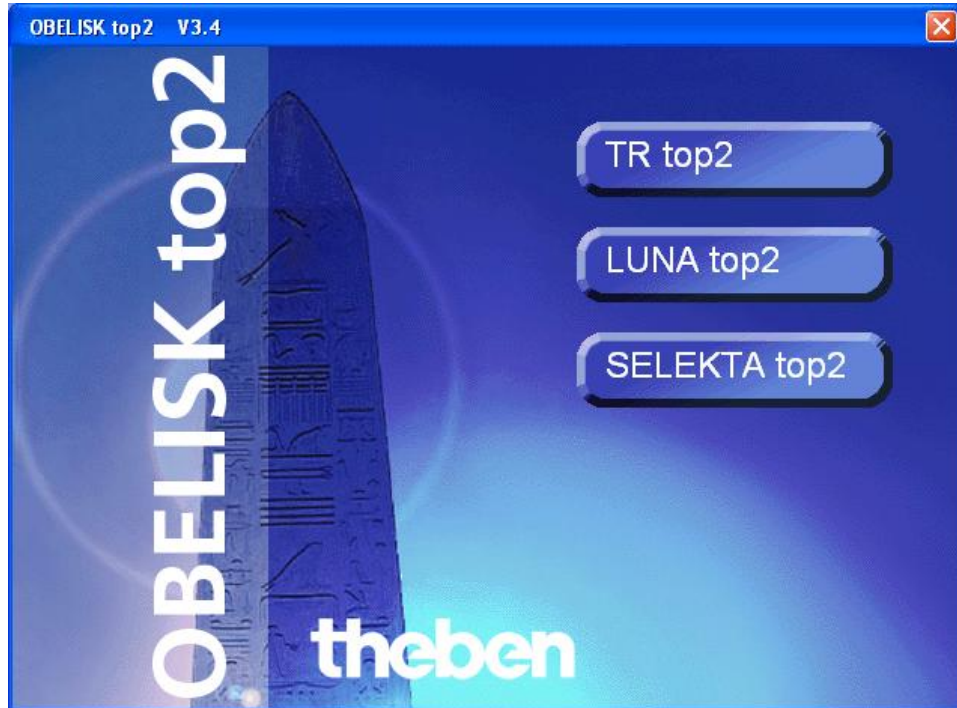 OBELISK top2 V3.4
OBELISK top2
TR top2
LUNA top2
SELEKTA top2
theben